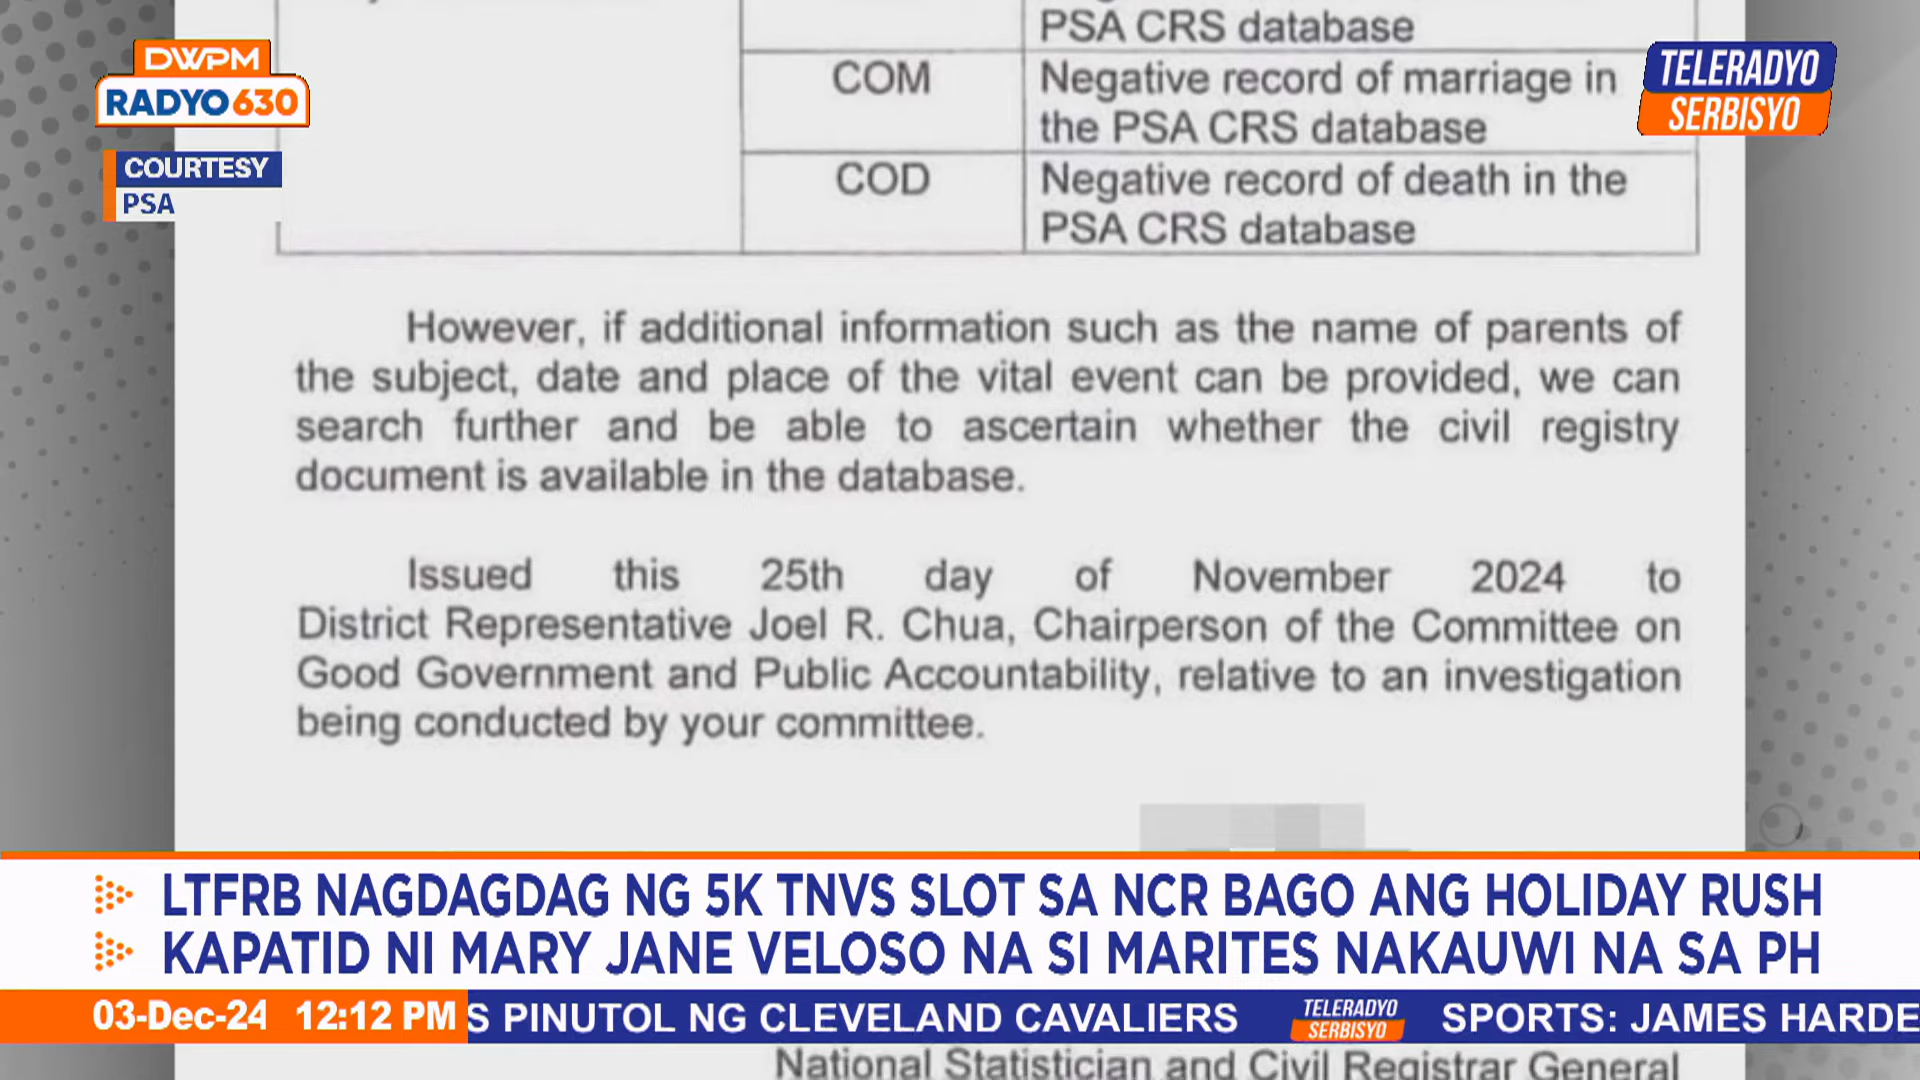 PSA CRS database
DWPM
RADYO 630
TELERADYO
SERBISYO
COURTESY
PSA
COM
Negative record of marriage in
the PSA CRS database
COD
Negative record of death in the
PSA CRS database
However, if additional information such as the name of parents of
the subject, date and place of the vital event can be provided, we can
search further and be able to ascertain whether the civil registry
document is available in the database.
Issued this 25th day of November 2024 to
District Representative Joel R. Chua, Chairperson of the Committee on
Good Government and Public Accountability, relative to an investigation
being conducted by your committee.
LTFRB NAGDAGDAG NG 5K TNVS SLOT SA NCR BAGO ANG HOLIDAY RUSH
KAPATID NI MARY JANE VELOSO NA SI MARITES NAKAUWI NA SA PH
03-Dec-24 12:12 PM
S PINUTOL NG CLEVELAND CAVALIERS
TELERADYO
SERBISYO
SPORTS: JAMES HARDE
National Statistician and Civil Registrar General